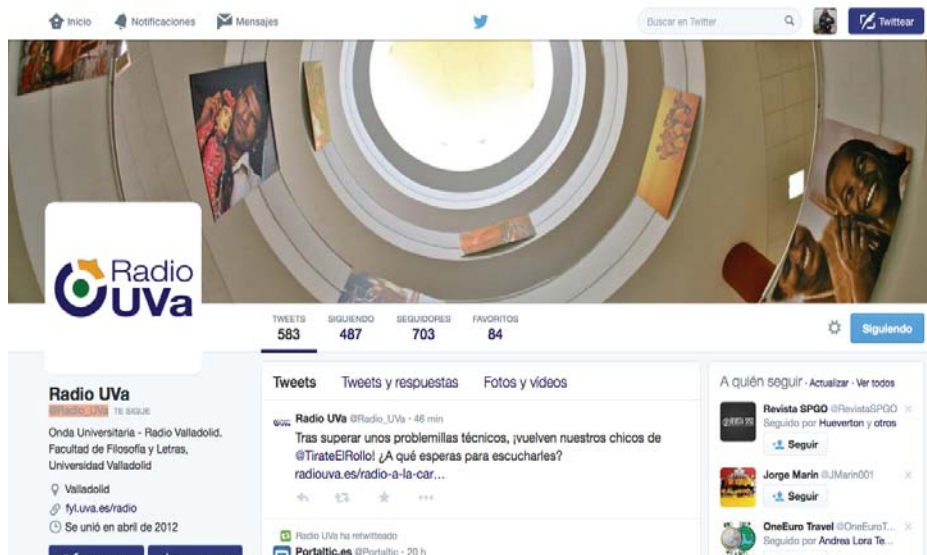 Inicio Notificaciones Mensajes Buscar en Twitter Twittear
Radio
UVa
TWEETS SIGUIENDO SEGUIDORES FAVORITOS
583 487 703 84
Siguiendo
Radio UVa
@Radio_UVa TE SIGUE
Onda Universitaria - Radio Valladolid.
Facultad de Filosofía y Letras,
Universidad Valladolid
Valladolid
fyl.uva.es/radio
Se unió en abril de 2012
Tweets Tweets y respuestas Fotos y vídeos
Radio UVa @Radio_UVa · 46 min
Tras superar unos problemillas técnicos, ¡vuelven nuestros chicos de
@TirateElRollo! ¿A qué esperas para escucharles?
radiouva.es/radio-a-la-car...
Radio UVa ha retwitteado
Portaltic.es @Portaltic · 20 h
A quién seguir · Actualizar · Ver todos
Revista SPGO @RevistaSPGO
Seguido por Hueverton y otros
Seguir
Jorge Marín @JMarin001
Seguir
OneEuro Travel @OneEuroT...
Seguido por Andrea Lora Te...